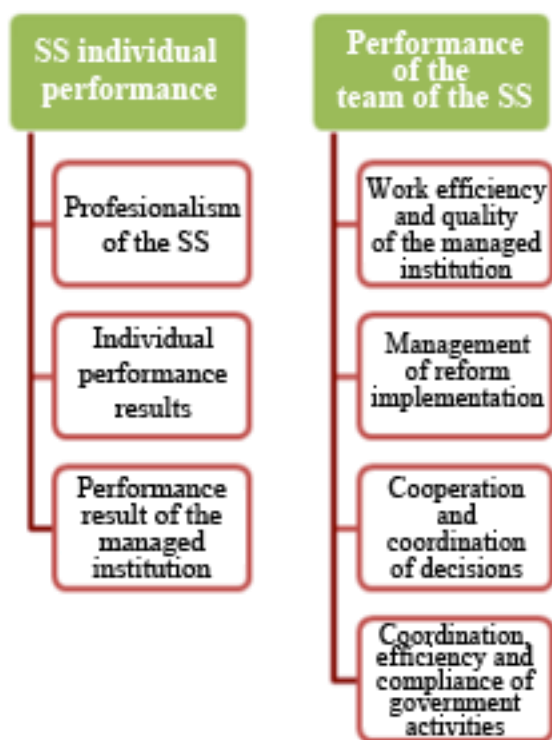 SS individual
performance
Profesionalism
of the SS
Individual
performance
results
Performance
result of the
managed
institution
Performance
of the
team of the SS
Work efficiency
and quality
of the managed
institution
Management
of reform
implementation
Cooperation
and
coordination
of decisions
Coordination,
efficiency and
compliance of
government
activities